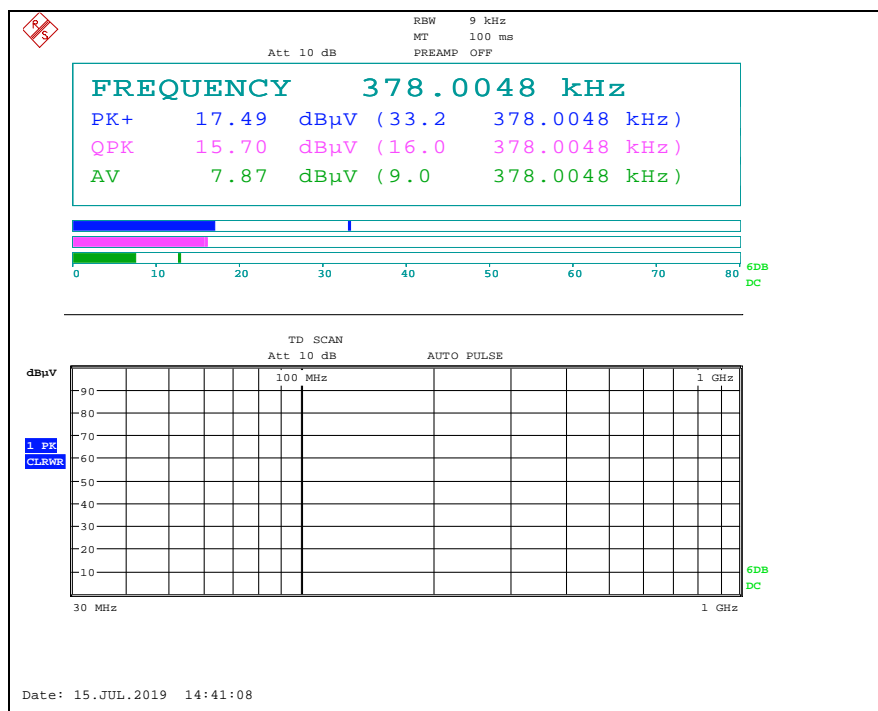 R S
RBW 9 kHz
MT 100 ms
Att 10 dB PREAMP OFF
FREQUENCY 378.0048 kHz
PK+ 17.49 dBµV (33.2 378.0048 kHz)
QPK 15.70 dBµV (16.0 378.0048 kHz)
AV 7.87 dBµV (9.0 378.0048 kHz)
0 10 20 30 40 50 60 70 80
6DB
DC
TD SCAN
Att 10 dB AUTO PULSE
dBµV
100 MHz 1 GHz
90
80
70
1 PK
CLRWR
60
50
40
30
20
10
6DB
DC
30 MHz 1 GHz
Date: 15.JUL.2019 14:41:08